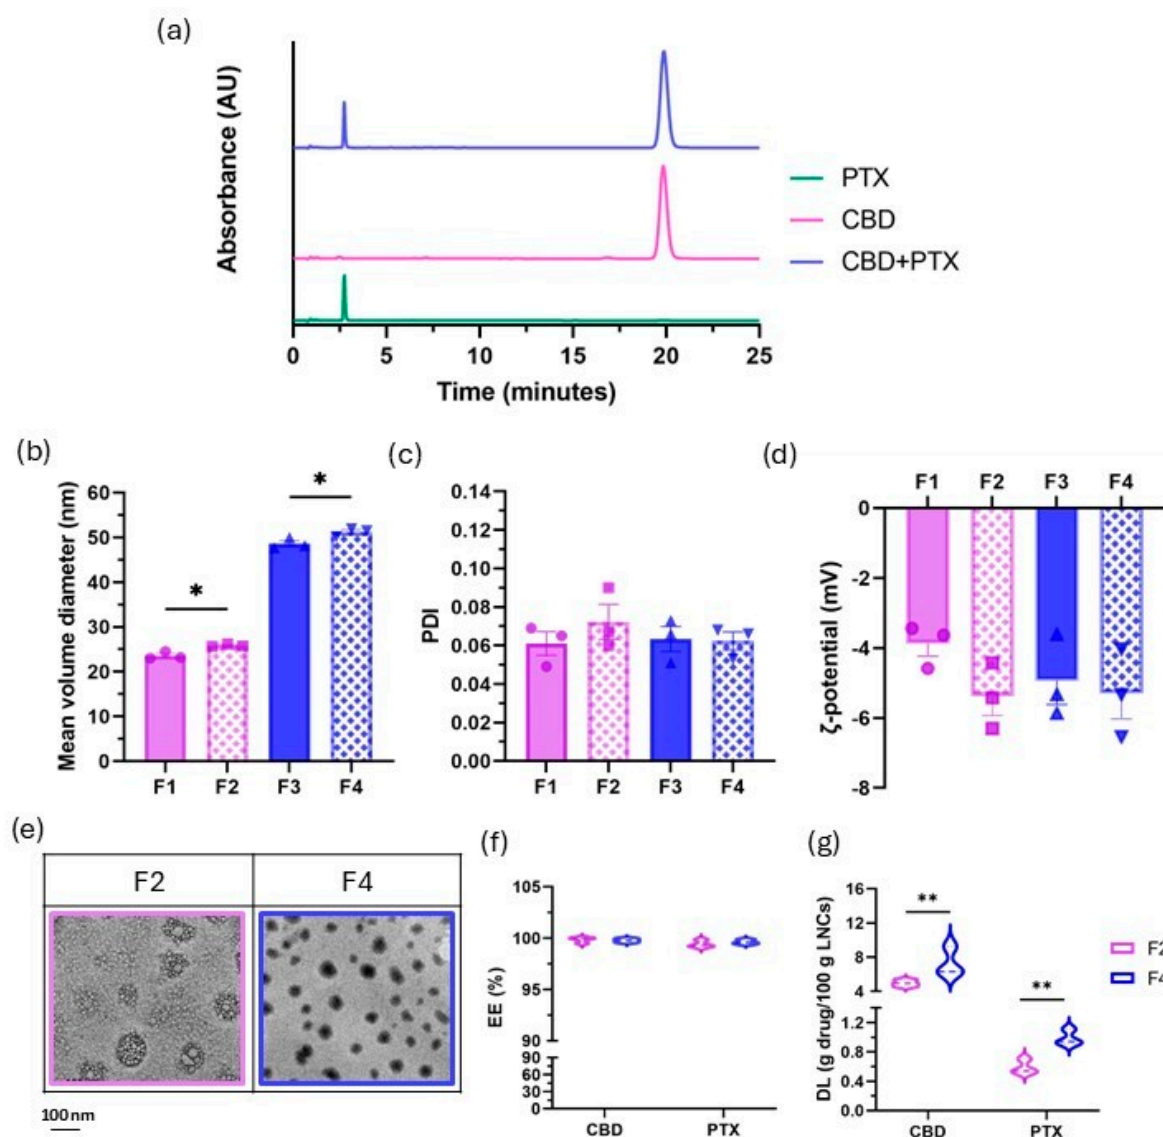 (a)
Absorbance (AU)
PTX
CBD
CBD+PTX
0 5 10 15 20 25
Time (minutes)
(b)
Mean volume diameter (nm)
60
50
40
30
20
10
0
*
*
F1 F2 F3 F4
(c)
PDI
0.14
0.12
0.10
0.08
0.06
0.04
0.02
0.00
F1 F2 F3 F4
(d)
F1 F2 F3 F4
ζ-potential (mV)
0
-2
-4
-6
-8
(e)
F2 F4
100 nm
(f)
EE (%)
105
100
95
90
90
60
30
0
CBD PTX
(g)
DL (g drug/100 g LNCs)
16
12
8
4
1.2
0.8
0.4
0.0
**
**
CBD PTX
F2
F4